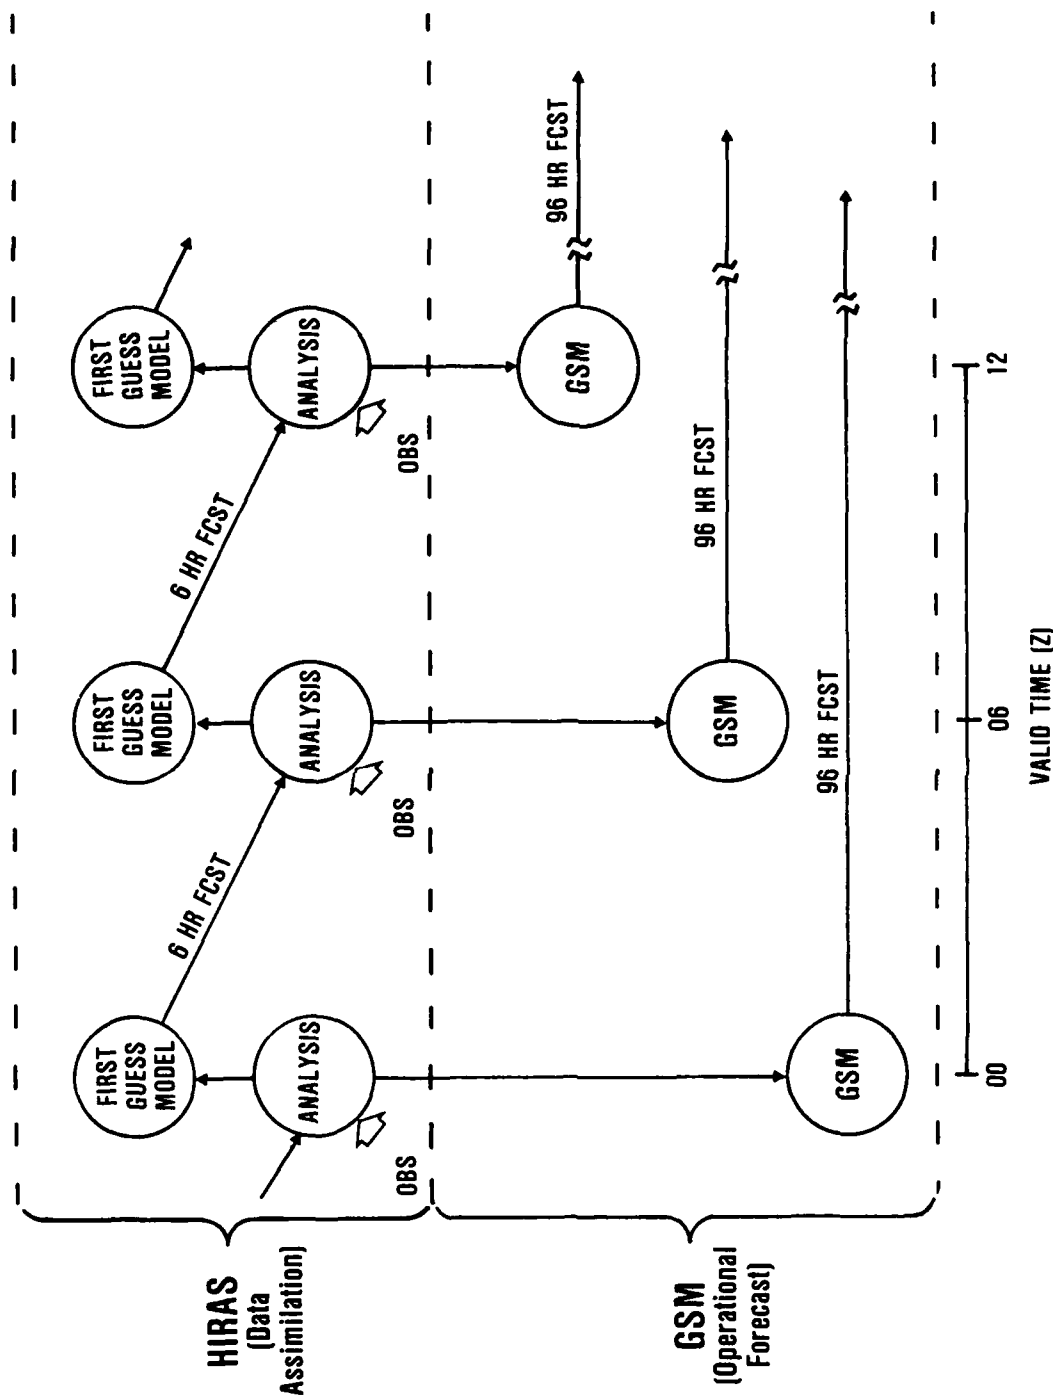 HIRAS
(Data
Assimilation)
FIRST
GUESS
MODEL
6 HR FCST
FIRST
GUESS
MODEL
6 HR FCST
FIRST
GUESS
MODEL
ANALYSIS
ANALYSIS
ANALYSIS
OBS
OBS
OBS
GSM
(Operational
Forecast)
GSM
96 HR FCST
GSM
96 HR FCST
GSM
96 HR FCST
00
06
12
VALID TIME (Z)